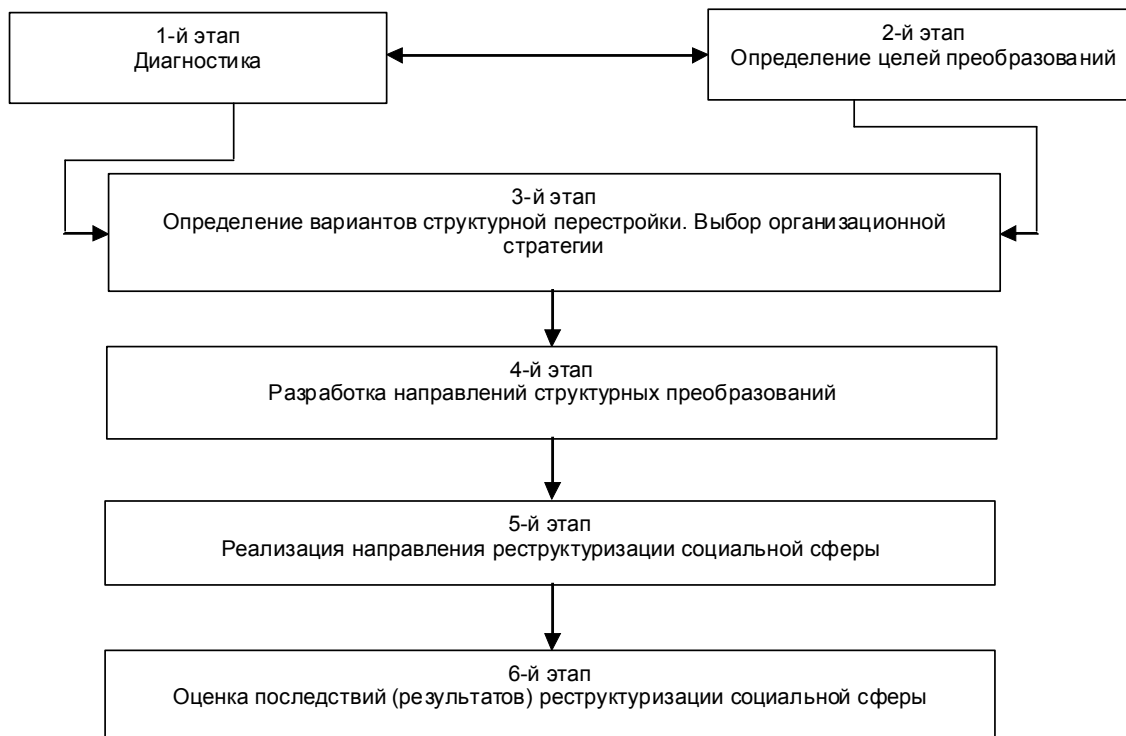 1-й этап
Диагностика
2-й этап
Определение целей преобразований
3-й этап
Определение вариантов структурной перестройки. Выбор организационной
стратегии
4-й этап
Разработка направлений структурных преобразований
5-й этап
Реализация направления реструктуризации социальной сферы
6-й этап
Оценка последствий (результатов) реструктуризации социальной сферы